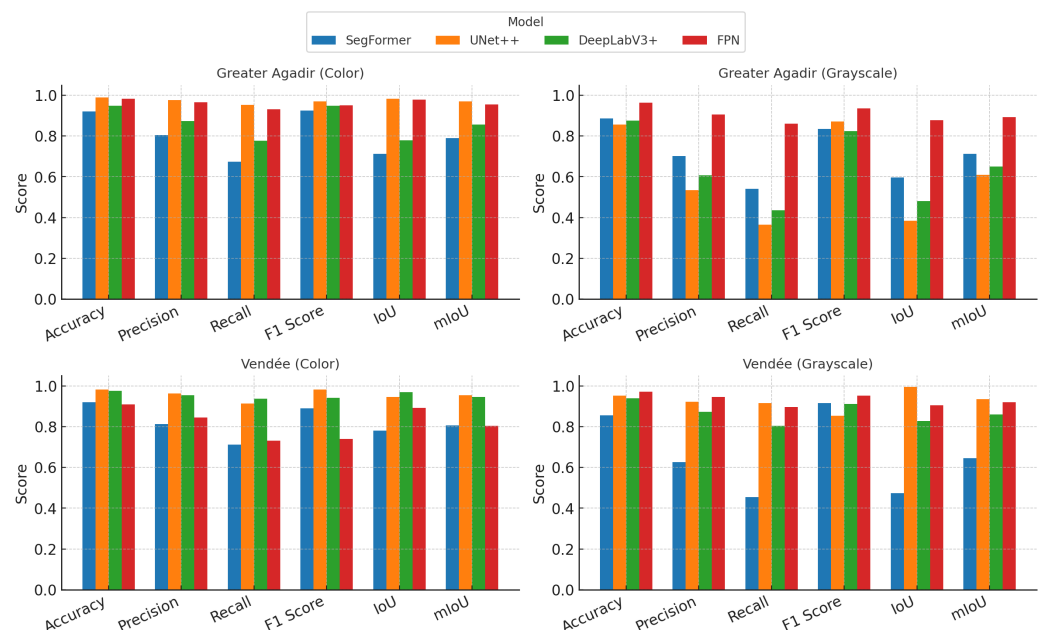 Model
SegFormer UNet++ DeepLabV3+ FPN
Greater Agadir (Color)
Score
1.0
0.8
0.6
0.4
0.2
0.0
Accuracy Precision Recall F1 Score IoU mIoU
Greater Agadir (Grayscale)
Score
1.0
0.8
0.6
0.4
0.2
0.0
Accuracy Precision Recall F1 Score IoU mIoU
Vendée (Color)
Score
1.0
0.8
0.6
0.4
0.2
0.0
Accuracy Precision Recall F1 Score IoU mIoU
Vendée (Grayscale)
Score
1.0
0.8
0.6
0.4
0.2
0.0
Accuracy Precision Recall F1 Score IoU mIoU